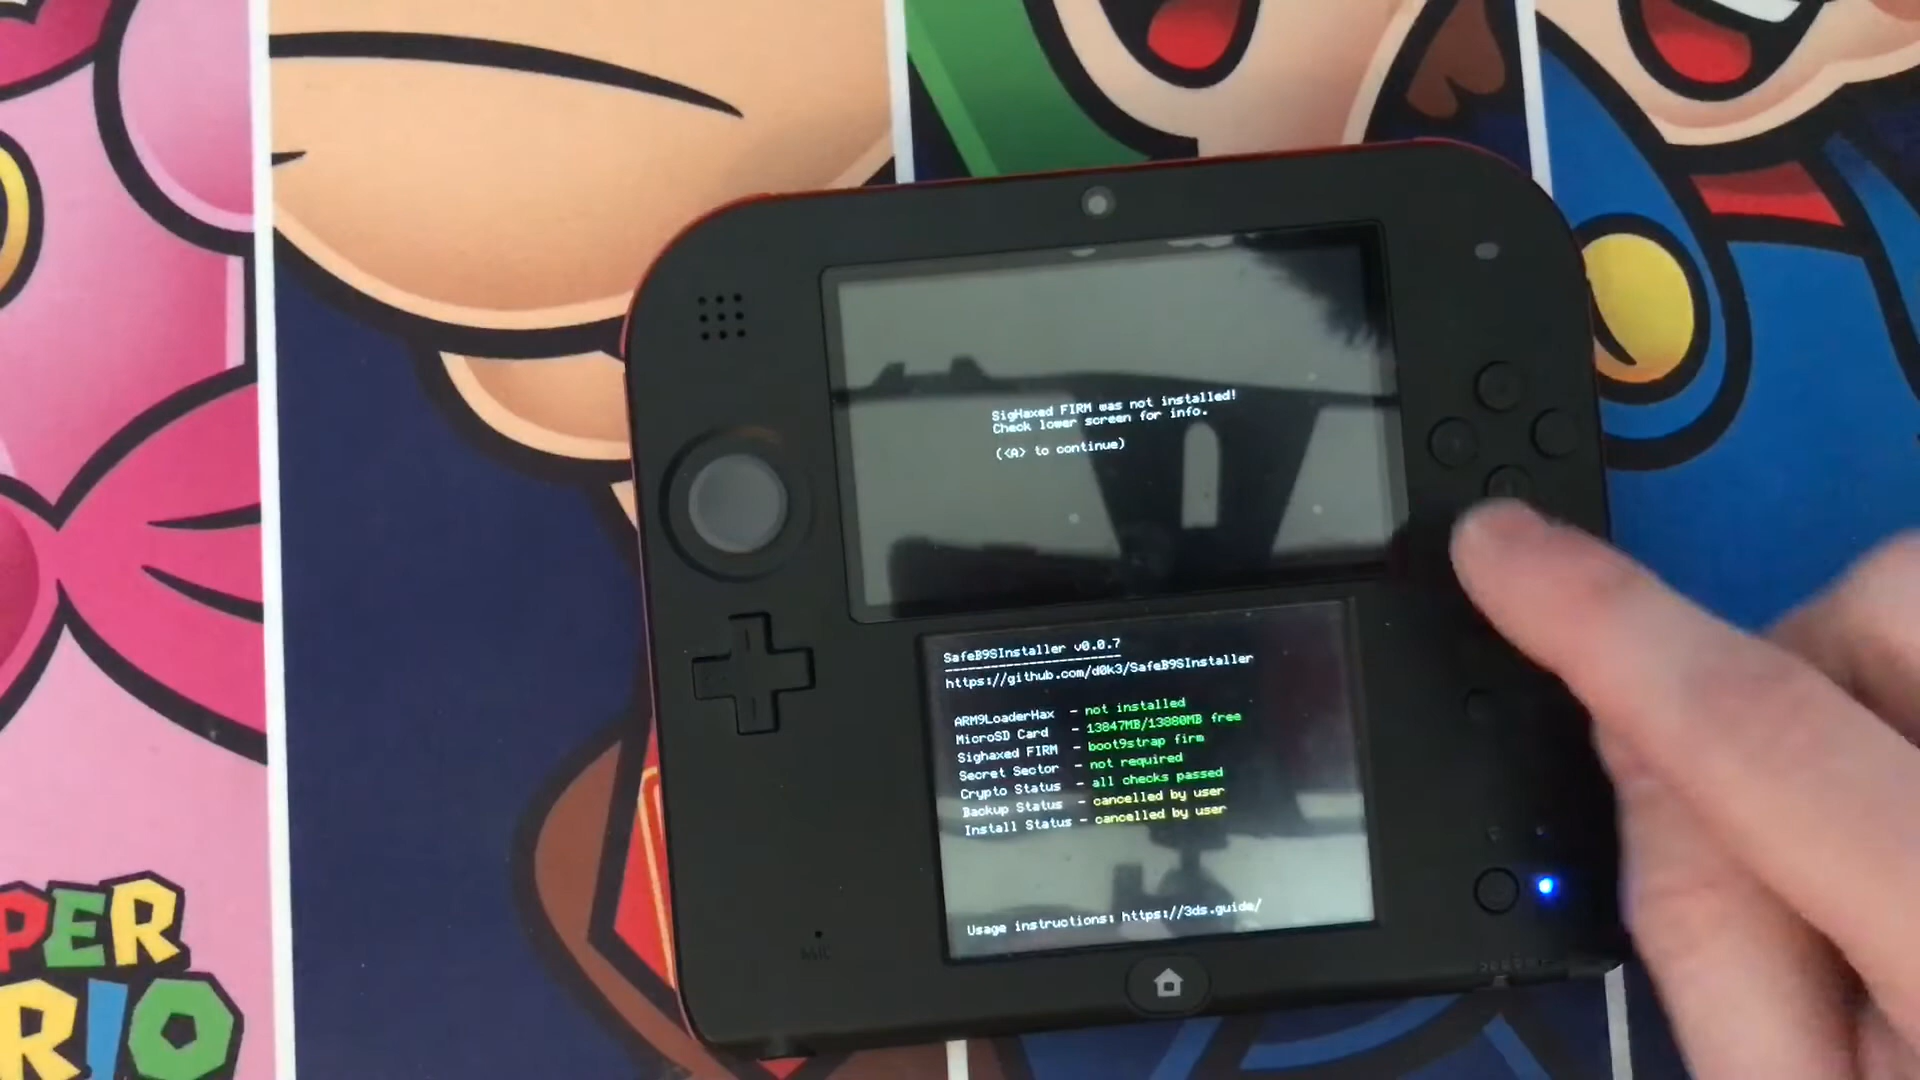 SigHaxed FIRM was not installed!
Check lower screen for info.
(<A> to continue)
SafeB9SInstaller v0.0.7
https://github.com/d0k3/SafeB9SInstaller
ARM9LoaderHax - not installed
MicroSD Card - 13847MB/13880MB free
Sighaxed FIRM - boot9strap firm
Secret Sector - not required
Crypto Status - all checks passed
Backup Status - cancelled by user
Install Status - cancelled by user
Usage instructions: https://3ds.guide/
MIC
PER
RIO